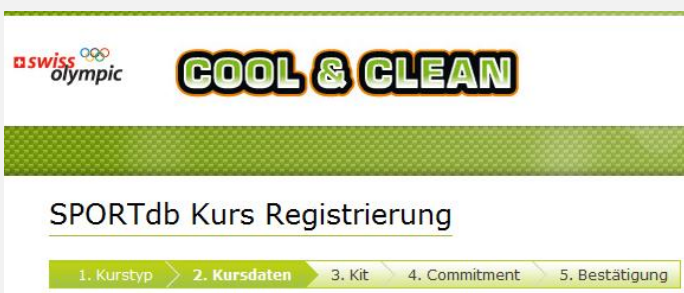 swiss olympic
COOL & CLEAN
SPORTdb Kurs Registrierung
1. Kurstyp 2. Kursdaten 3. Kit 4. Commitment 5. Bestätigung